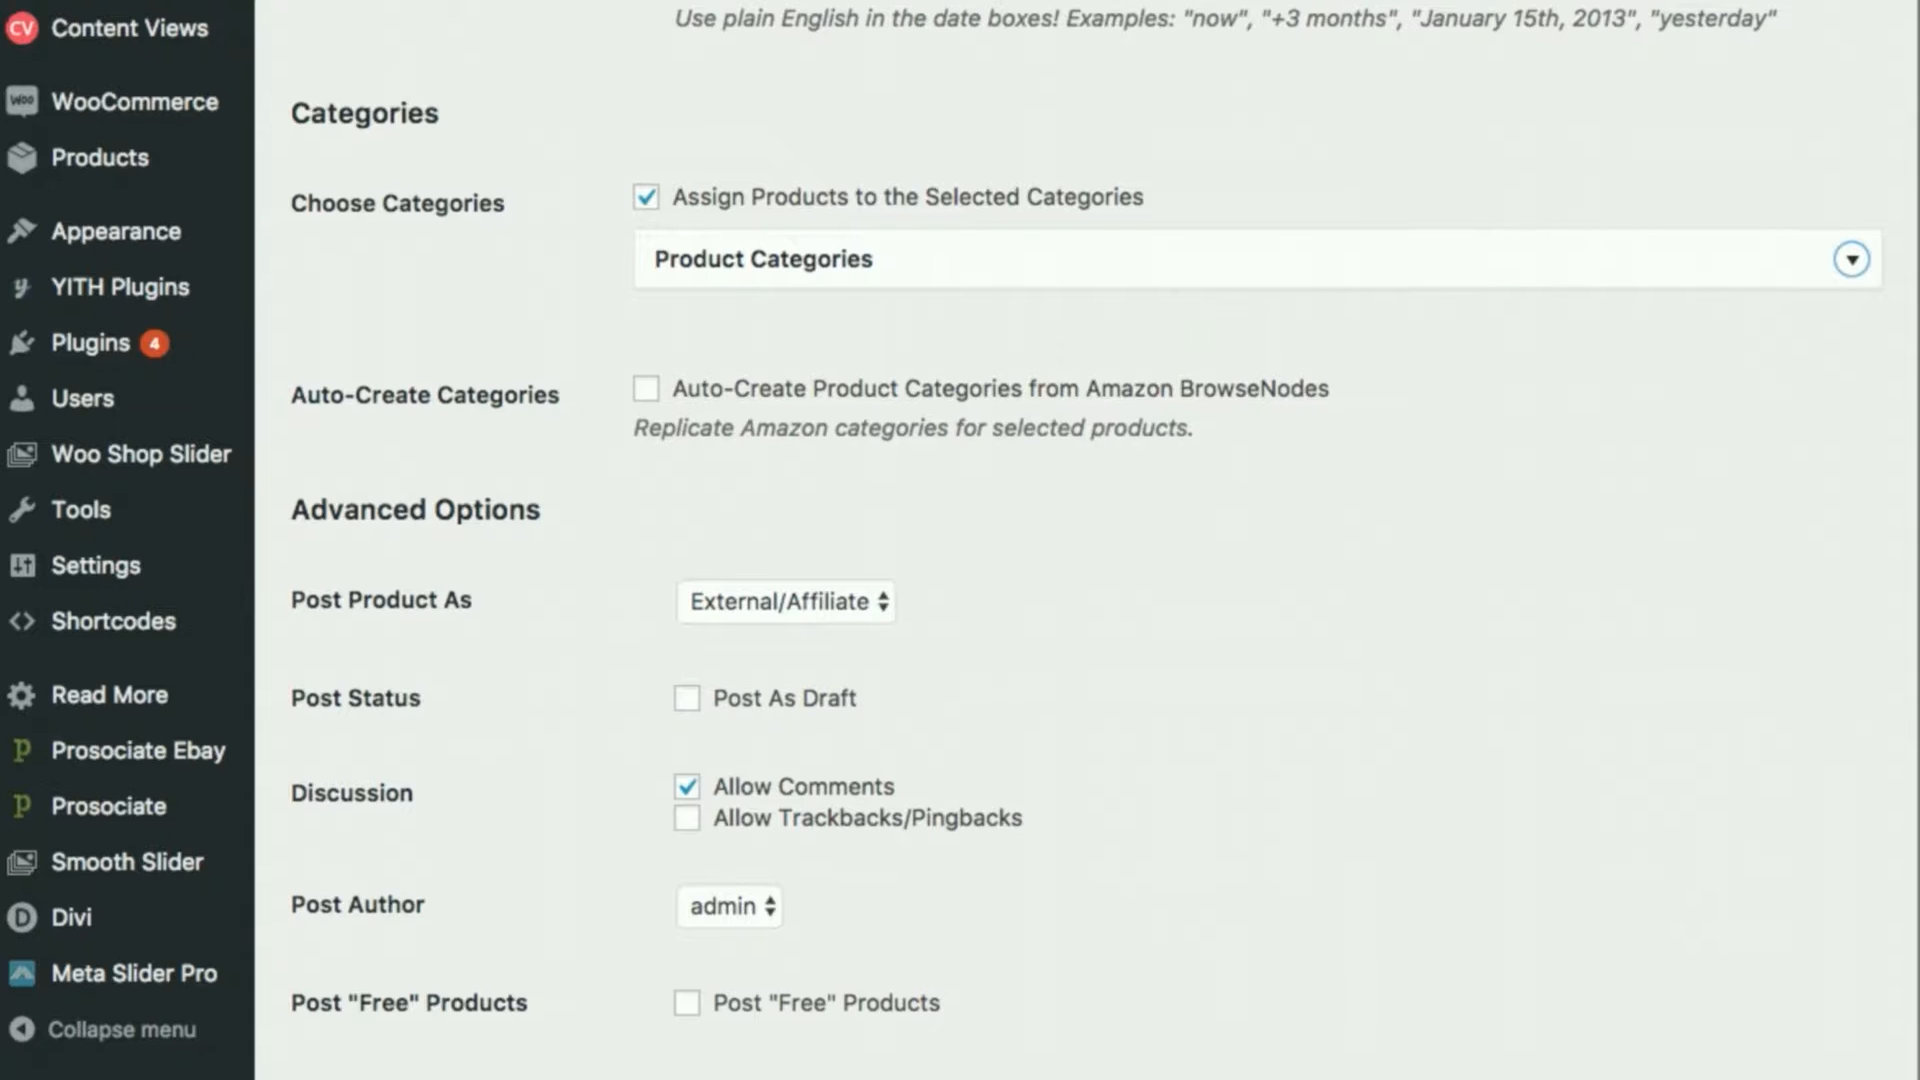 CV Content Views
Woo WooCommerce
Products
Appearance
YITH Plugins
Plugins 4
Users
Woo Shop Slider
Tools
Settings
Shortcodes
Read More
Prosociate Ebay
Prosociate
Smooth Slider
D Divi
Meta Slider Pro
Collapse menu
Use plain English in the date boxes! Examples: "now", "+3 months", "January 15th, 2013", "yesterday"
Categories
Choose Categories
Assign Products to the Selected Categories
Product Categories
Auto-Create Categories
Auto-Create Product Categories from Amazon BrowseNodes
Replicate Amazon categories for selected products.
Advanced Options
Post Product As
External/Affiliate
Post Status
Post As Draft
Discussion
Allow Comments
Allow Trackbacks/Pingbacks
Post Author
admin
Post "Free" Products
Post "Free" Products